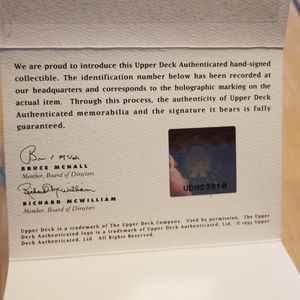 We are proud to introduce this Upper Deck Authenticated hand-signed
collectible. The identification number below has been recorded at
our headquarters and corresponds to the holographic marking on the
actual item. Through this process, the authenticity of Upper Deck
Authenticated memorabilia and the signature it bears is fully
guaranteed.
BRUCE MCNALL
Member, Board of Directors
UDN23910
Richard McWilliam
RICHARD MCWILLIAM
Member, Board of Directors
Upper Deck is a trademark of The Upper Deck Company. Used by permission. The Upper
Deck Authenticated logo is a trademark of Upper Deck Authenticated, Ltd. © 1993 Upper
Deck Authenticated, Ltd. All Rights Reserved.